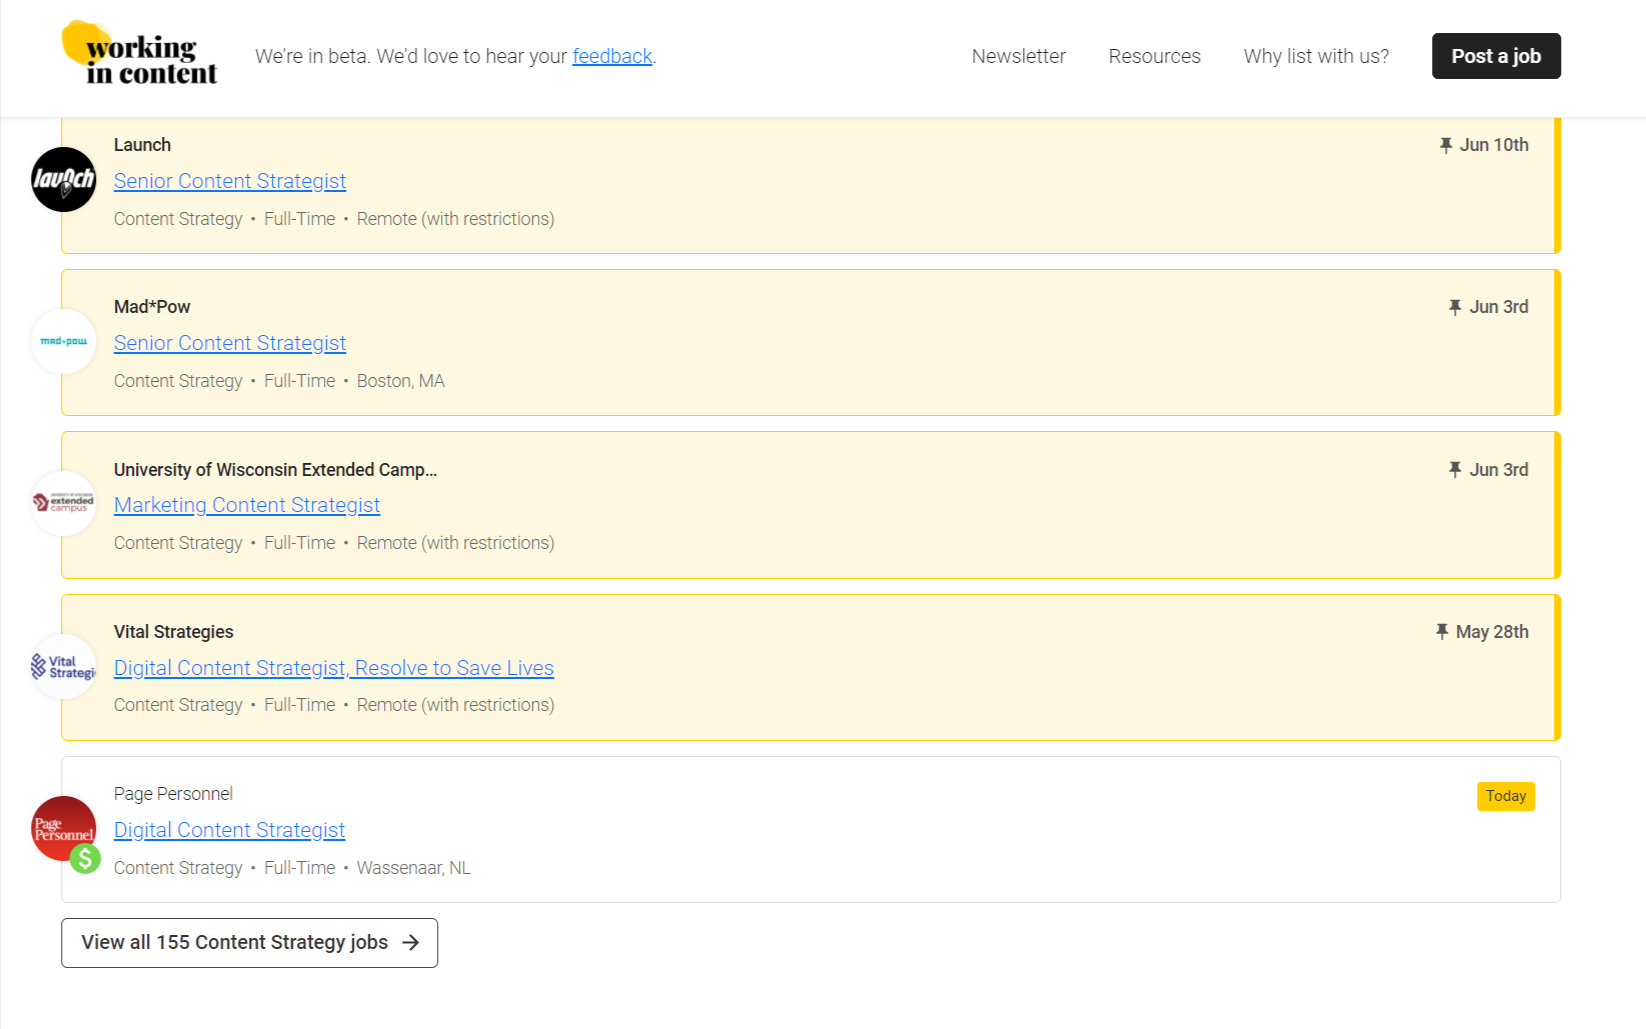 working
in content
We're in beta. We'd love to hear your feedback.
Newsletter
Resources
Why list with us?
Post a job
launch
Launch
Jun 10th
Senior Content Strategist
Content Strategy • Full-Time • Remote (with restrictions)
mad•pow
Mad*Pow
Jun 3rd
Senior Content Strategist
Content Strategy • Full-Time • Boston, MA
extended
campus
University of Wisconsin Extended Camp...
Jun 3rd
Marketing Content Strategist
Content Strategy • Full-Time • Remote (with restrictions)
Vital
Strategi
Vital Strategies
May 28th
Digital Content Strategist, Resolve to Save Lives
Content Strategy • Full-Time • Remote (with restrictions)
Page
Personnel
$
Page Personnel
Today
Digital Content Strategist
Content Strategy • Full-Time • Wassenaar, NL
View all 155 Content Strategy jobs →